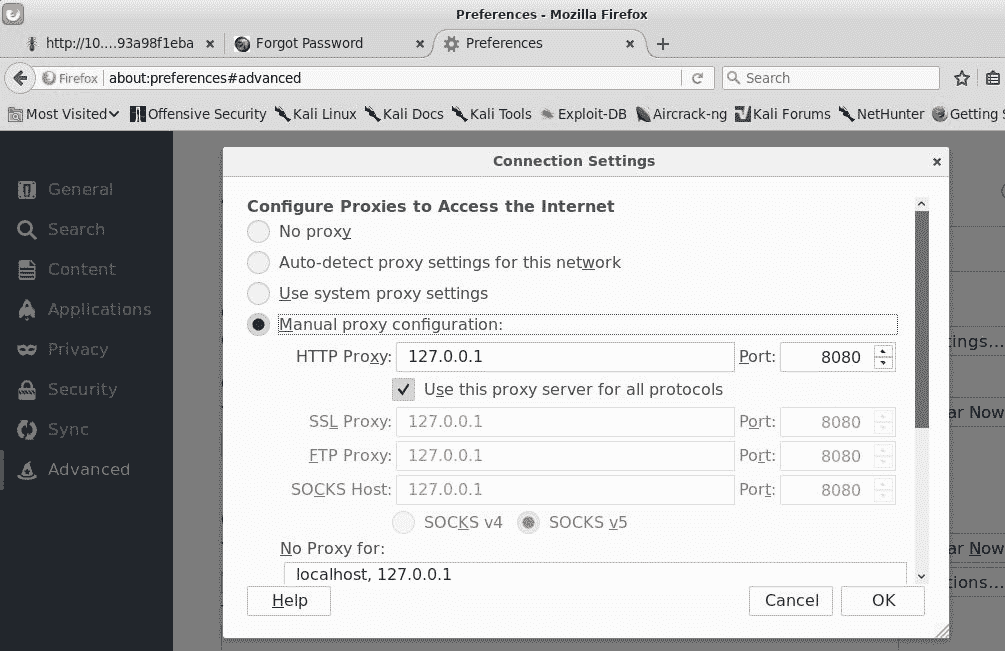 Preferences - Mozilla Firefox
http://10....93a98f1eba × Forgot Password × Preferences × +
Firefox about:preferences#advanced Search
Most Visited Offensive Security Kali Linux Kali Docs Kali Tools Exploit-DB Aircrack-ng Kali Forums NetHunter Getting
Connection Settings ×
General
Search
Content
Applications
Privacy
Security
Sync
Advanced
Configure Proxies to Access the Internet
No proxy
Auto-detect proxy settings for this network
Use system proxy settings
Manual proxy configuration:
HTTP Proxy: 127.0.0.1 Port: 8080
Use this proxy server for all protocols
SSL Proxy: 127.0.0.1 Port: 8080
FTP Proxy: 127.0.0.1 Port: 8080
SOCKS Host: 127.0.0.1 Port: 8080
SOCKS v4 SOCKS v5
No Proxy for:
localhost, 127.0.0.1
Help Cancel OK
tings...
ar Now
ar Now
tions...